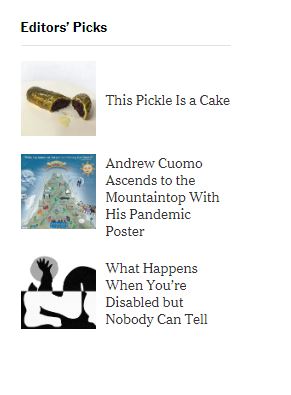 Editors' Picks
This Pickle Is a Cake
Andrew Cuomo
Ascends to the
Mountaintop With
His Pandemic
Poster
What Happens
When You're
Disabled but
Nobody Can Tell